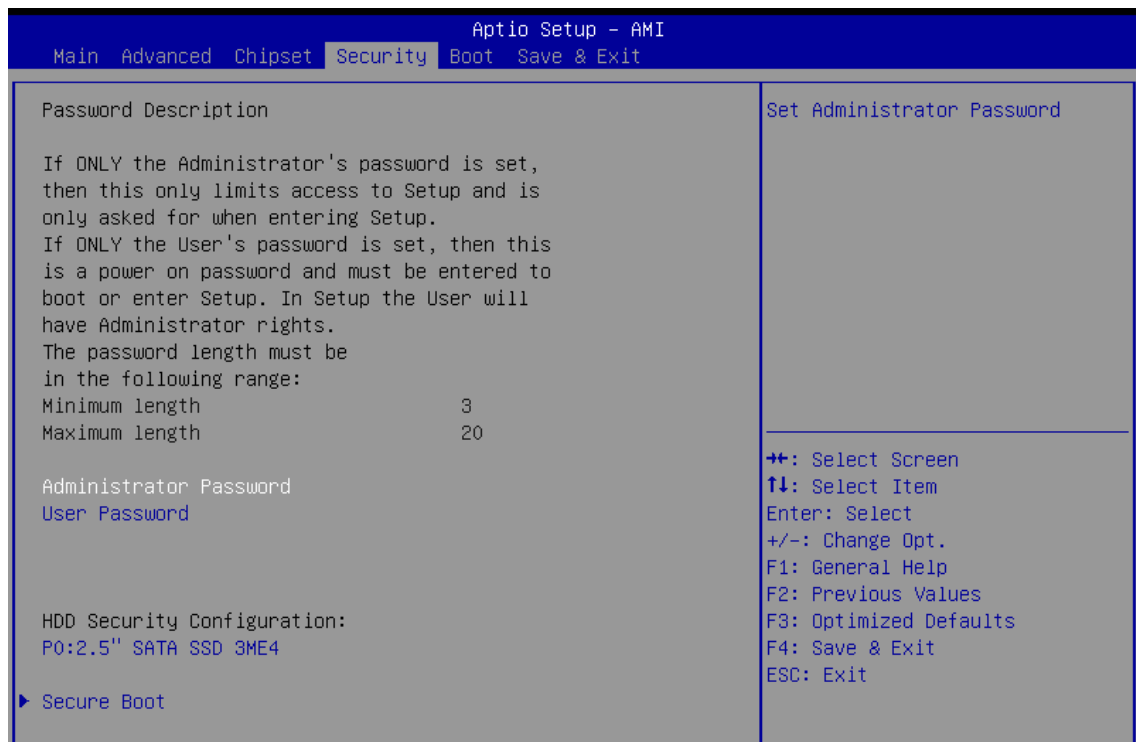 Aptio Setup – AMI
Main Advanced Chipset Security Boot Save & Exit
Password Description
If ONLY the Administrator's password is set,
then this only limits access to Setup and is
only asked for when entering Setup.
If ONLY the User's password is set, then this
is a power on password and must be entered to
boot or enter Setup. In Setup the User will
have Administrator rights.
The password length must be
in the following range:
Minimum length 3
Maximum length 20
Administrator Password
User Password
HDD Security Configuration:
P0:2.5" SATA SSD 3ME4
Secure Boot
Set Administrator Password
→←: Select Screen
↑↓: Select Item
Enter: Select
+/-: Change Opt.
F1: General Help
F2: Previous Values
F3: Optimized Defaults
F4: Save & Exit
ESC: Exit